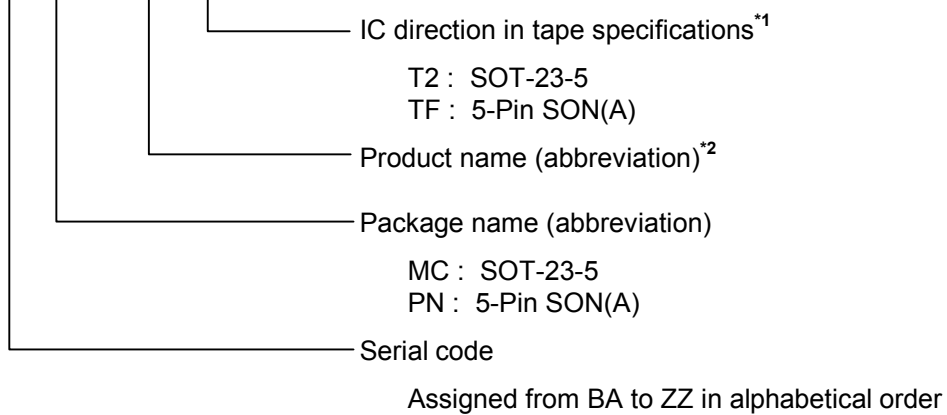 IC direction in tape specifications*1
T2 : SOT-23-5
TF : 5-Pin SON(A)
Product name (abbreviation)*2
Package name (abbreviation)
MC : SOT-23-5
PN : 5-Pin SON(A)
Serial code
Assigned from BA to ZZ in alphabetical order